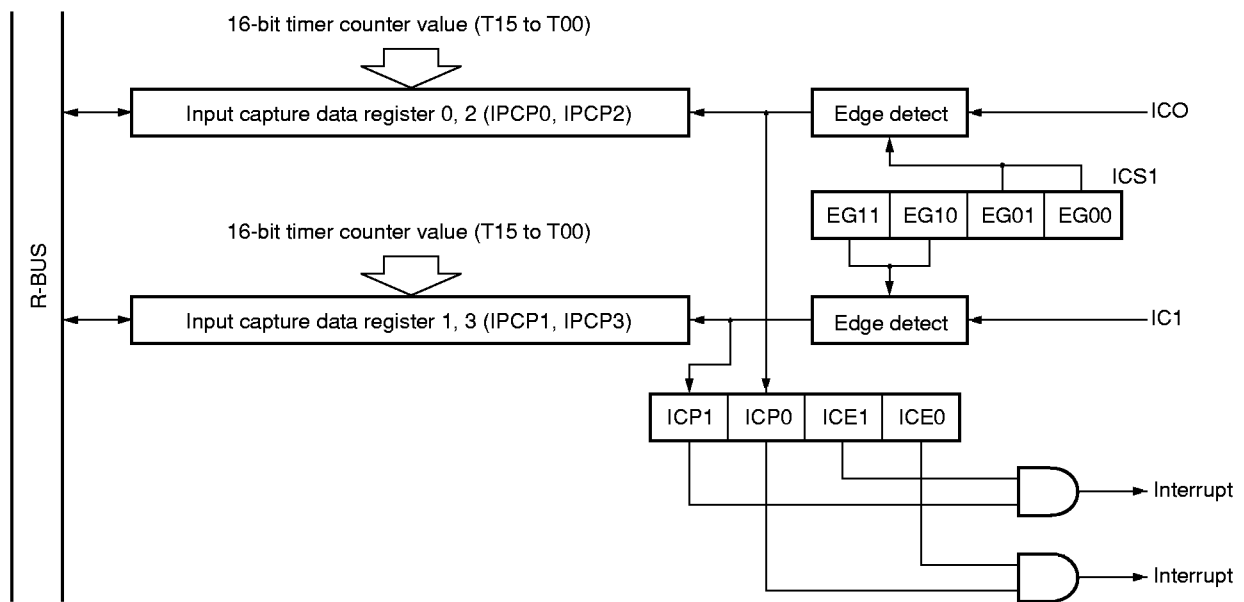 16-bit timer counter value (T15 to T00)
Input capture data register 0, 2 (IPCP0, IPCP2)
Edge detect
ICO
ICS1
EG11 EG10 EG01 EG00
16-bit timer counter value (T15 to T00)
R-BUS
Input capture data register 1, 3 (IPCP1, IPCP3)
Edge detect
IC1
ICP1 ICP0 ICE1 ICE0
Interrupt
Interrupt